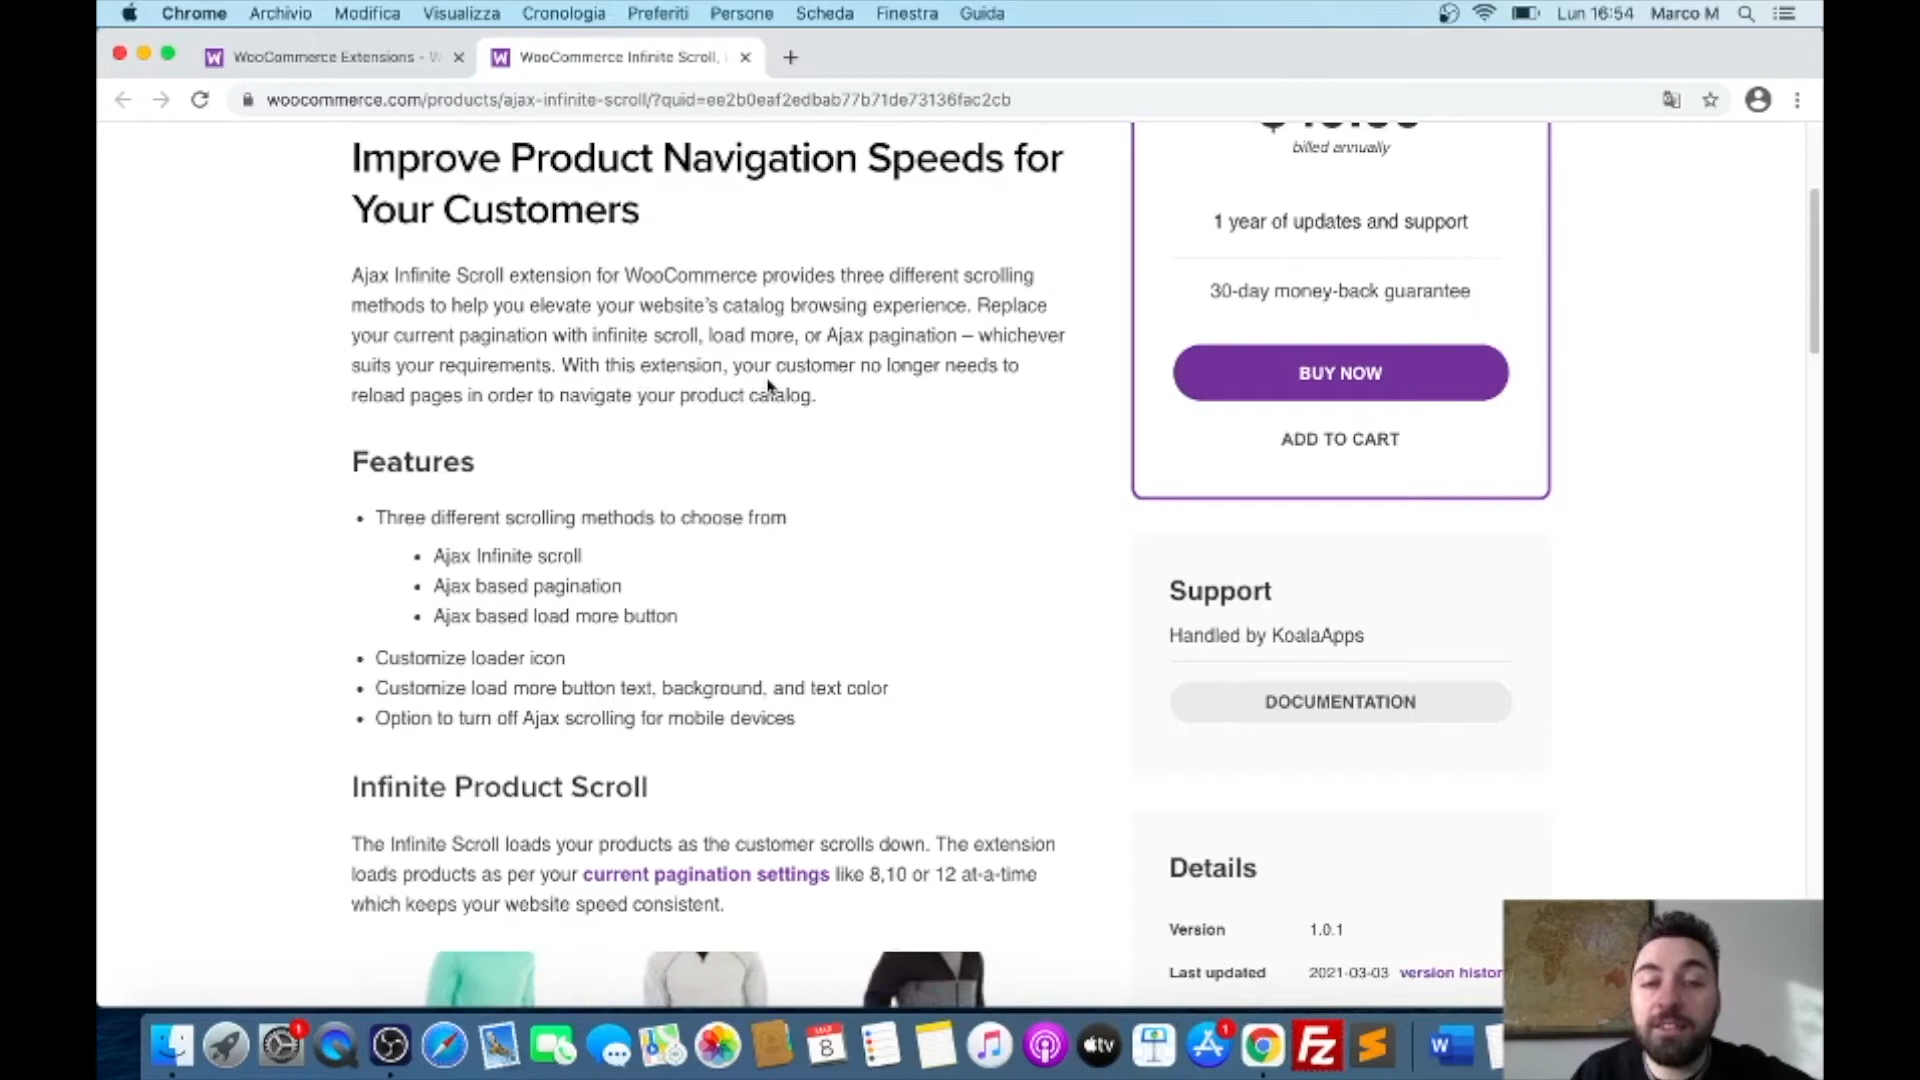 Chrome Archivio Modifica Visualizza Cronologia Preferiti Persone Scheda Finestra Guida Lun 16:54 Marco M
WooCommerce Extensions - W
WooCommerce Infinite Scroll,
woocommerce.com/products/ajax-infinite-scroll/?quid=ee2b0eaf2edbab77b71de73136fac2cb
Improve Product Navigation Speeds for
Your Customers
Ajax Infinite Scroll extension for WooCommerce provides three different scrolling
methods to help you elevate your website's catalog browsing experience. Replace
your current pagination with infinite scroll, load more, or Ajax pagination – whichever
suits your requirements. With this extension, your customer no longer needs to
reload pages in order to navigate your product catalog.
Features
• Three different scrolling methods to choose from
• Ajax Infinite scroll
• Ajax based pagination
• Ajax based load more button
• Customize loader icon
• Customize load more button text, background, and text color
• Option to turn off Ajax scrolling for mobile devices
Infinite Product Scroll
The Infinite Scroll loads your products as the customer scrolls down. The extension
loads products as per your current pagination settings like 8,10 or 12 at-a-time
which keeps your website speed consistent.
billed annually
1 year of updates and support
30-day money-back guarantee
BUY NOW
ADD TO CART
Support
Handled by KoalaApps
DOCUMENTATION
Details
Version 1.0.1
Last updated 2021-03-03 version histor
1
MAR
8
tv
1
Fz
W